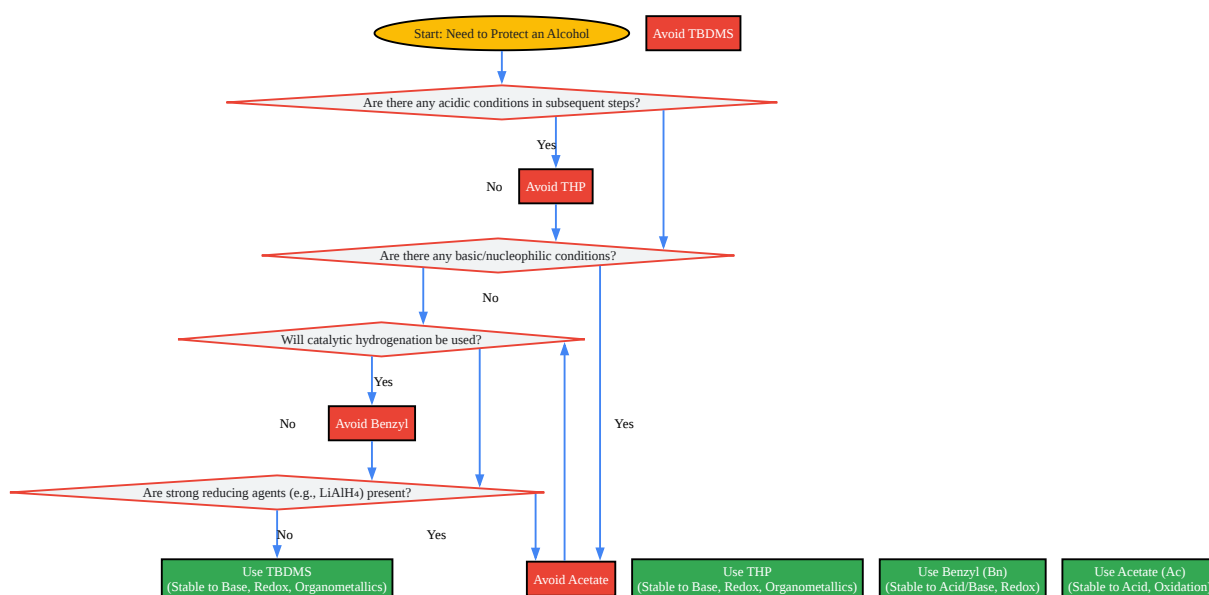 Start: Need to Protect an Alcohol
Avoid TBDMS
Are there any acidic conditions in subsequent steps?
Yes
No
Avoid THP
Are there any basic/nucleophilic conditions?
No
Will catalytic hydrogenation be used?
Yes
No
Avoid Benzyl
Yes
Are strong reducing agents (e.g., LiAlH₄) present?
No
Yes
Use TBDMS
(Stable to Base, Redox, Organometallics)
Avoid Acetate
Use THP
(Stable to Base, Redox, Organometallics)
Use Benzyl (Bn)
(Stable to Acid/Base, Redox)
Use Acetate (Ac)
(Stable to Acid, Oxidation